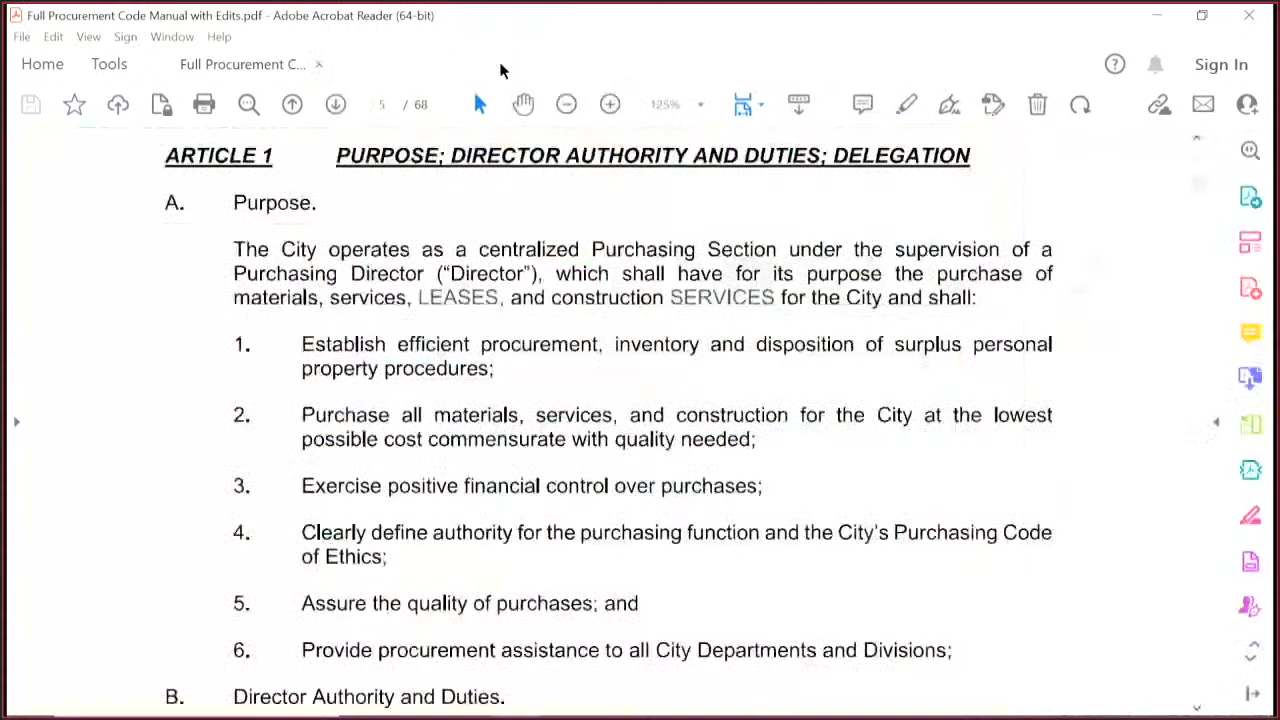 Full Procurement Code Manual with Edits.pdf - Adobe Acrobat Reader (64-bit)
File Edit View Sign Window Help
Home Tools Full Procurement C... Sign In
5 / 68 125%
ARTICLE 1 PURPOSE; DIRECTOR AUTHORITY AND DUTIES; DELEGATION
A. Purpose.
The City operates as a centralized Purchasing Section under the supervision of a
Purchasing Director (“Director”), which shall have for its purpose the purchase of
materials, services, LEASES, and construction SERVICES for the City and shall:
1. Establish efficient procurement, inventory and disposition of surplus personal
property procedures;
2. Purchase all materials, services, and construction for the City at the lowest
possible cost commensurate with quality needed;
3. Exercise positive financial control over purchases;
4. Clearly define authority for the purchasing function and the City’s Purchasing Code
of Ethics;
5. Assure the quality of purchases; and
6. Provide procurement assistance to all City Departments and Divisions;
B. Director Authority and Duties.